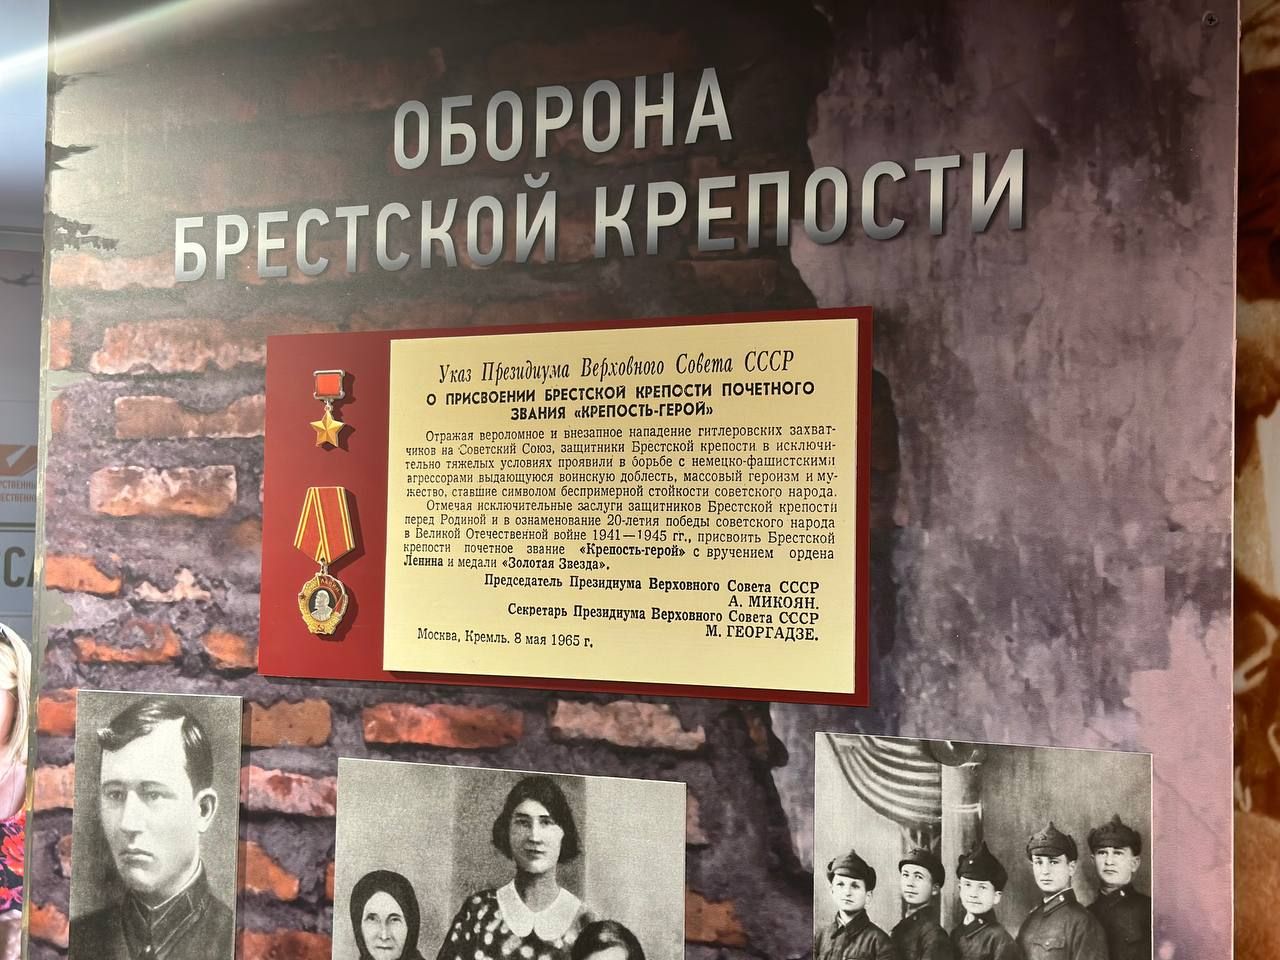 ОБОРОНА
БРЕСТСКОЙ КРЕПОСТИ
Указ Президиума Верховного Совета СССР
О ПРИСВОЕНИИ БРЕСТСКОЙ КРЕПОСТИ ПОЧЕТНОГО
ЗВАНИЯ «КРЕПОСТЬ-ГЕРОЙ»
Отражая вероломное и внезапное нападение гитлеровских захват-
чиков на Советский Союз, защитники Брестской крепости в исключи-
тельно тяжелых условиях проявили в борьбе с немецко-фашистскими
агрессорами выдающуюся воинскую доблесть, массовый героизм и му-
жество, ставшие символом беспримерной стойкости советского народа.
Отмечая исключительные заслуги защитников Брестской крепости
перед Родиной и в ознаменование 20-летия победы советского народа
в Великой Отечественной войне 1941—1945 гг., присвоить Брестской
крепости почетное звание «Крепость-герой» с вручением ордена
Ленина и медали «Золотая Звезда».
Председатель Президиума Верховного Совета СССР
А. МИКОЯН.
Секретарь Президиума Верховного Совета СССР
М. ГЕОРГАДЗЕ.
Москва, Кремль. 8 мая 1965 г.